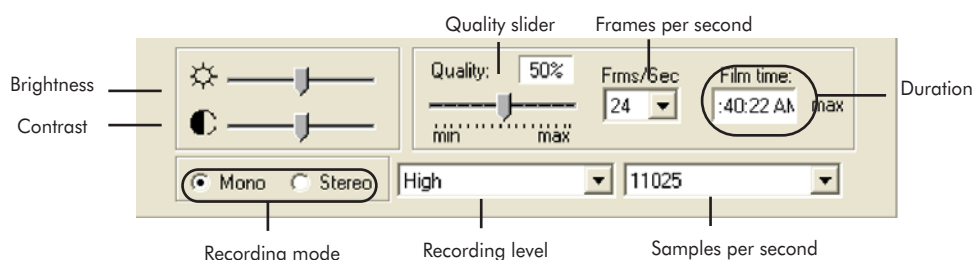 Quality slider
Frames per second
Brightness
Contrast
Quality: 50%
Frms/Sec
24
Film time:
:40:22 AM
max
Duration
min max
Mono Stereo
High
11025
Recording mode
Recording level
Samples per second